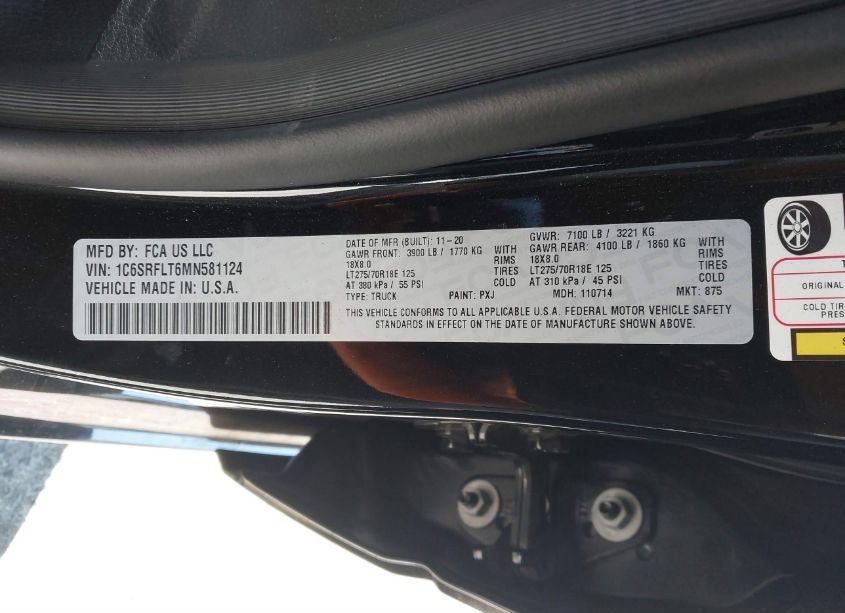 MFD BY: FCA US LLC
VIN: 1C6SRFLT6MN581124
VEHICLE MADE IN: U.S.A.
DATE OF MFR (BUILT): 11-20
GAWR FRONT: 3900 LB / 1770 KG WITH
18X8.0 RIMS
LT275/70R18E 125 TIRES
AT 380 kPa / 55 PSI COLD
TYPE: TRUCK PAINT: PXJ
GVWR: 7100 LB / 3221 KG
GAWR REAR: 4100 LB / 1860 KG WITH
18X8.0 RIMS
LT275/70R18E 125 TIRES
AT 310 kPa / 45 PSI COLD
MDH: 110714 MKT: 875
THIS VEHICLE CONFORMS TO ALL APPLICABLE U.S.A. FEDERAL MOTOR VEHICLE SAFETY
STANDARDS IN EFFECT ON THE DATE OF MANUFACTURE SHOWN ABOVE.
ORIGINAL
COLD